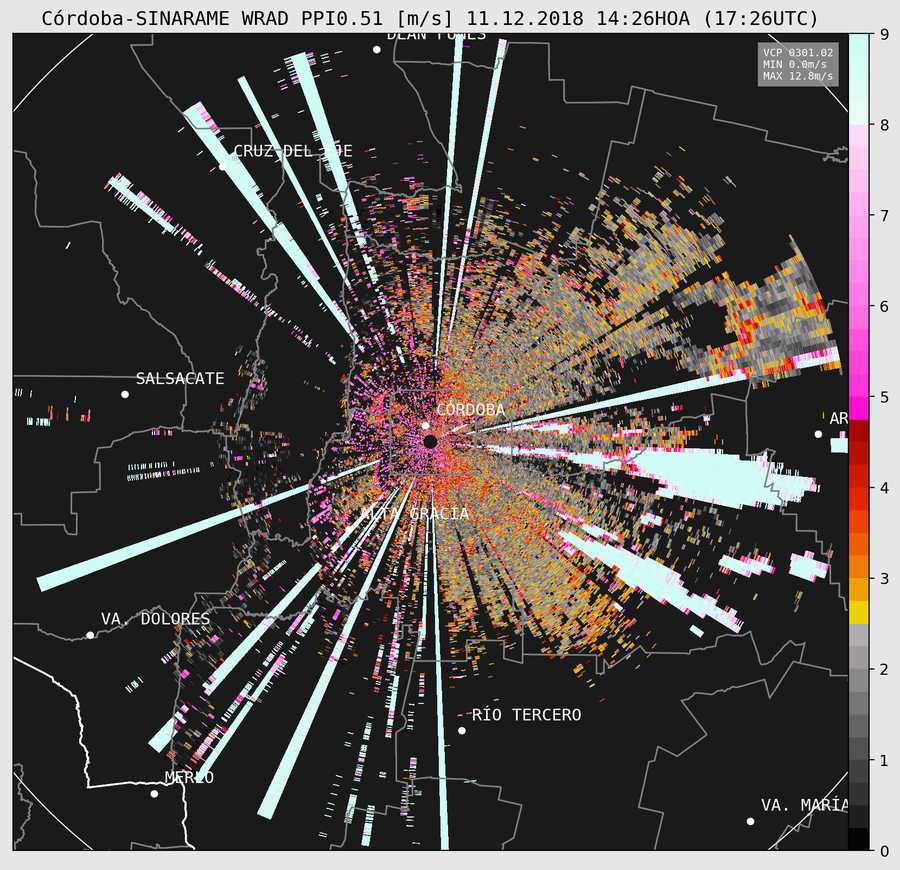 Córdoba-SINARAME WRAD PPI0.51 [m/s] 11.12.2018 14:26HOA (17:26UTC)
DEAN FUNES
VCP 0301.02
MIN 0.0m/s
MAX 12.8m/s
CRUZ DEL EJE
SALSACATE
CÓRDOBA
AR
ALTA GRACIA
VA. DOLORES
RÍO TERCERO
MERLO
VA. MARÍA
9
8
7
6
5
4
3
2
1
0